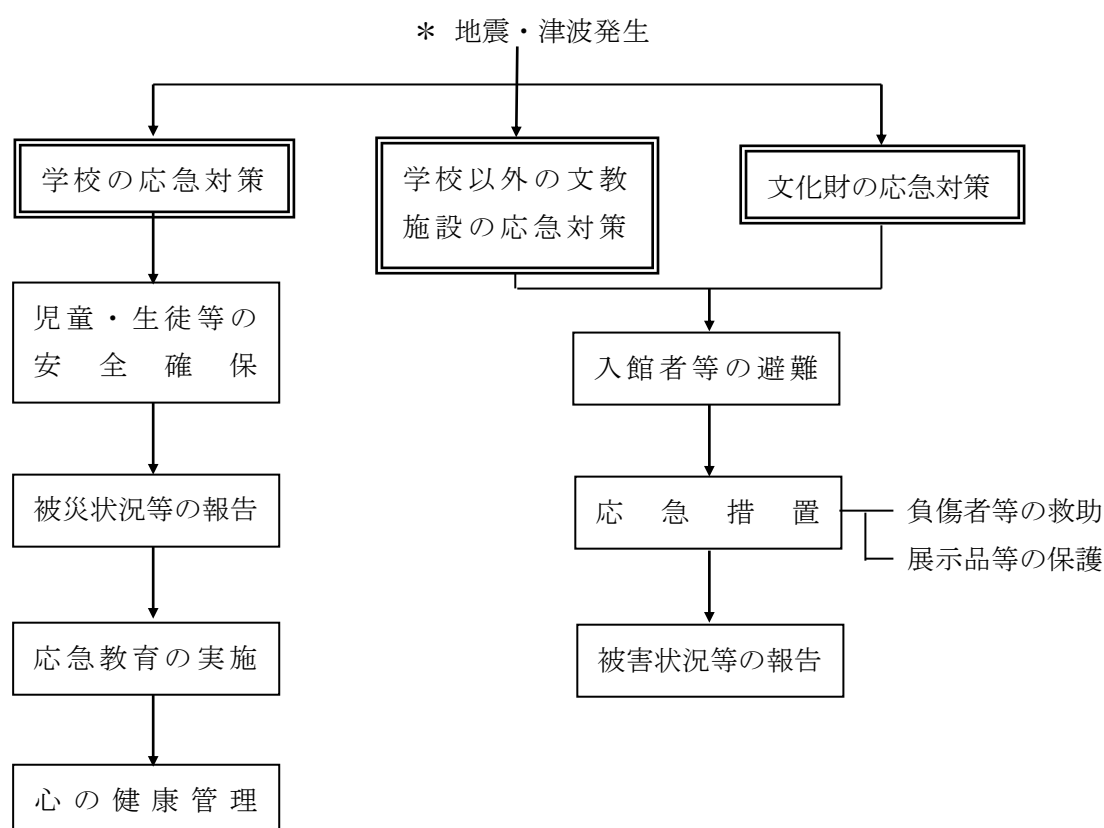 ＊ 地震・津波発生
学校の応急対策
学校以外の文教
施設の応急対策
文化財の応急対策
児童・生徒等の
安全確保
入館者等の避難
被災状況等の報告
応急措置
負傷者等の救助
展示品等の保護
応急教育の実施
被害状況等の報告
心の健康管理